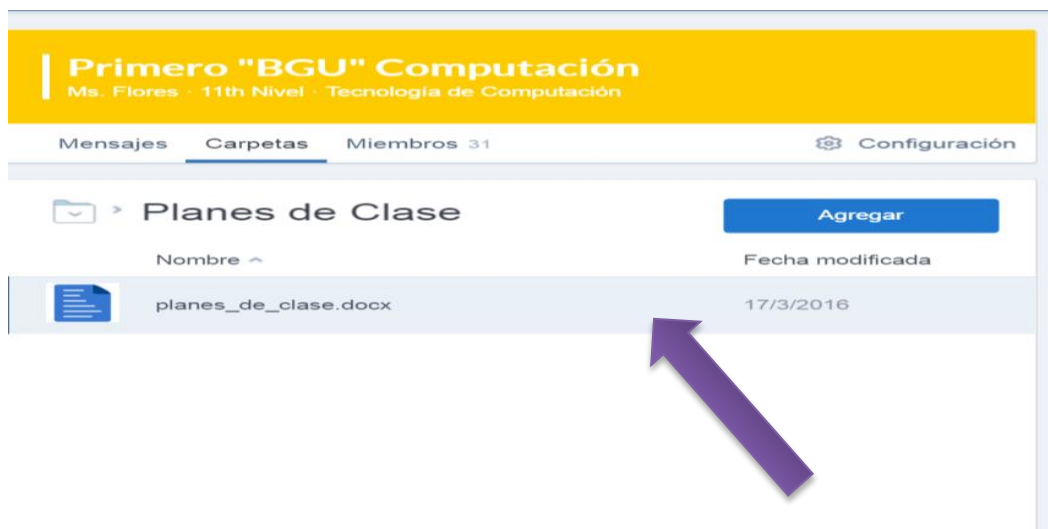 Primero "BGU" Computación
Ms. Flores · 11th Nivel · Tecnología de Computación
Mensajes Carpetas Miembros 31 Configuración
Planes de Clase Agregar
Nombre Fecha modificada
planes_de_clase.docx 17/3/2016